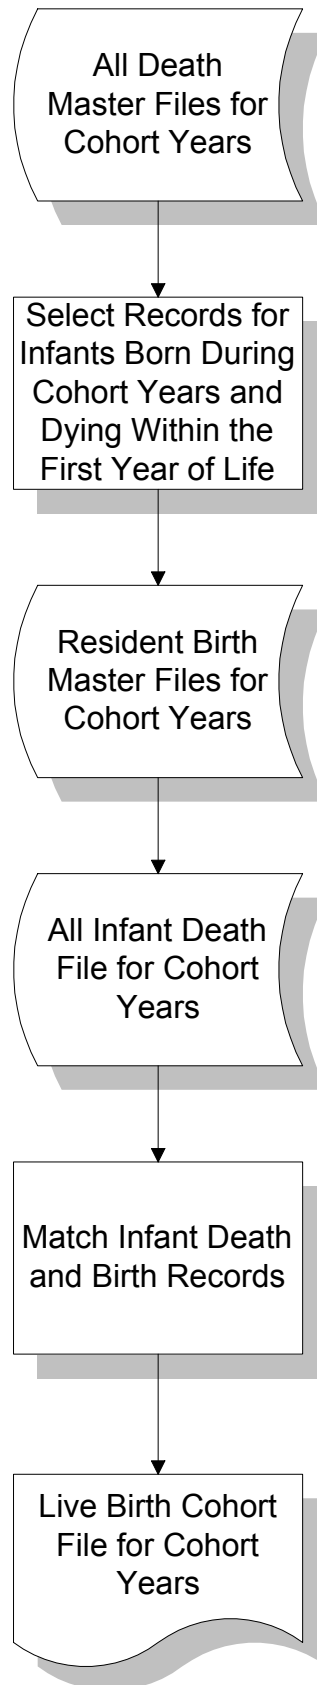 All Death
Master Files for
Cohort Years
Select Records for
Infants Born During
Cohort Years and
Dying Within the
First Year of Life
Resident Birth
Master Files for
Cohort Years
All Infant Death
File for Cohort
Years
Match Infant Death
and Birth Records
Live Birth Cohort
File for Cohort
Years